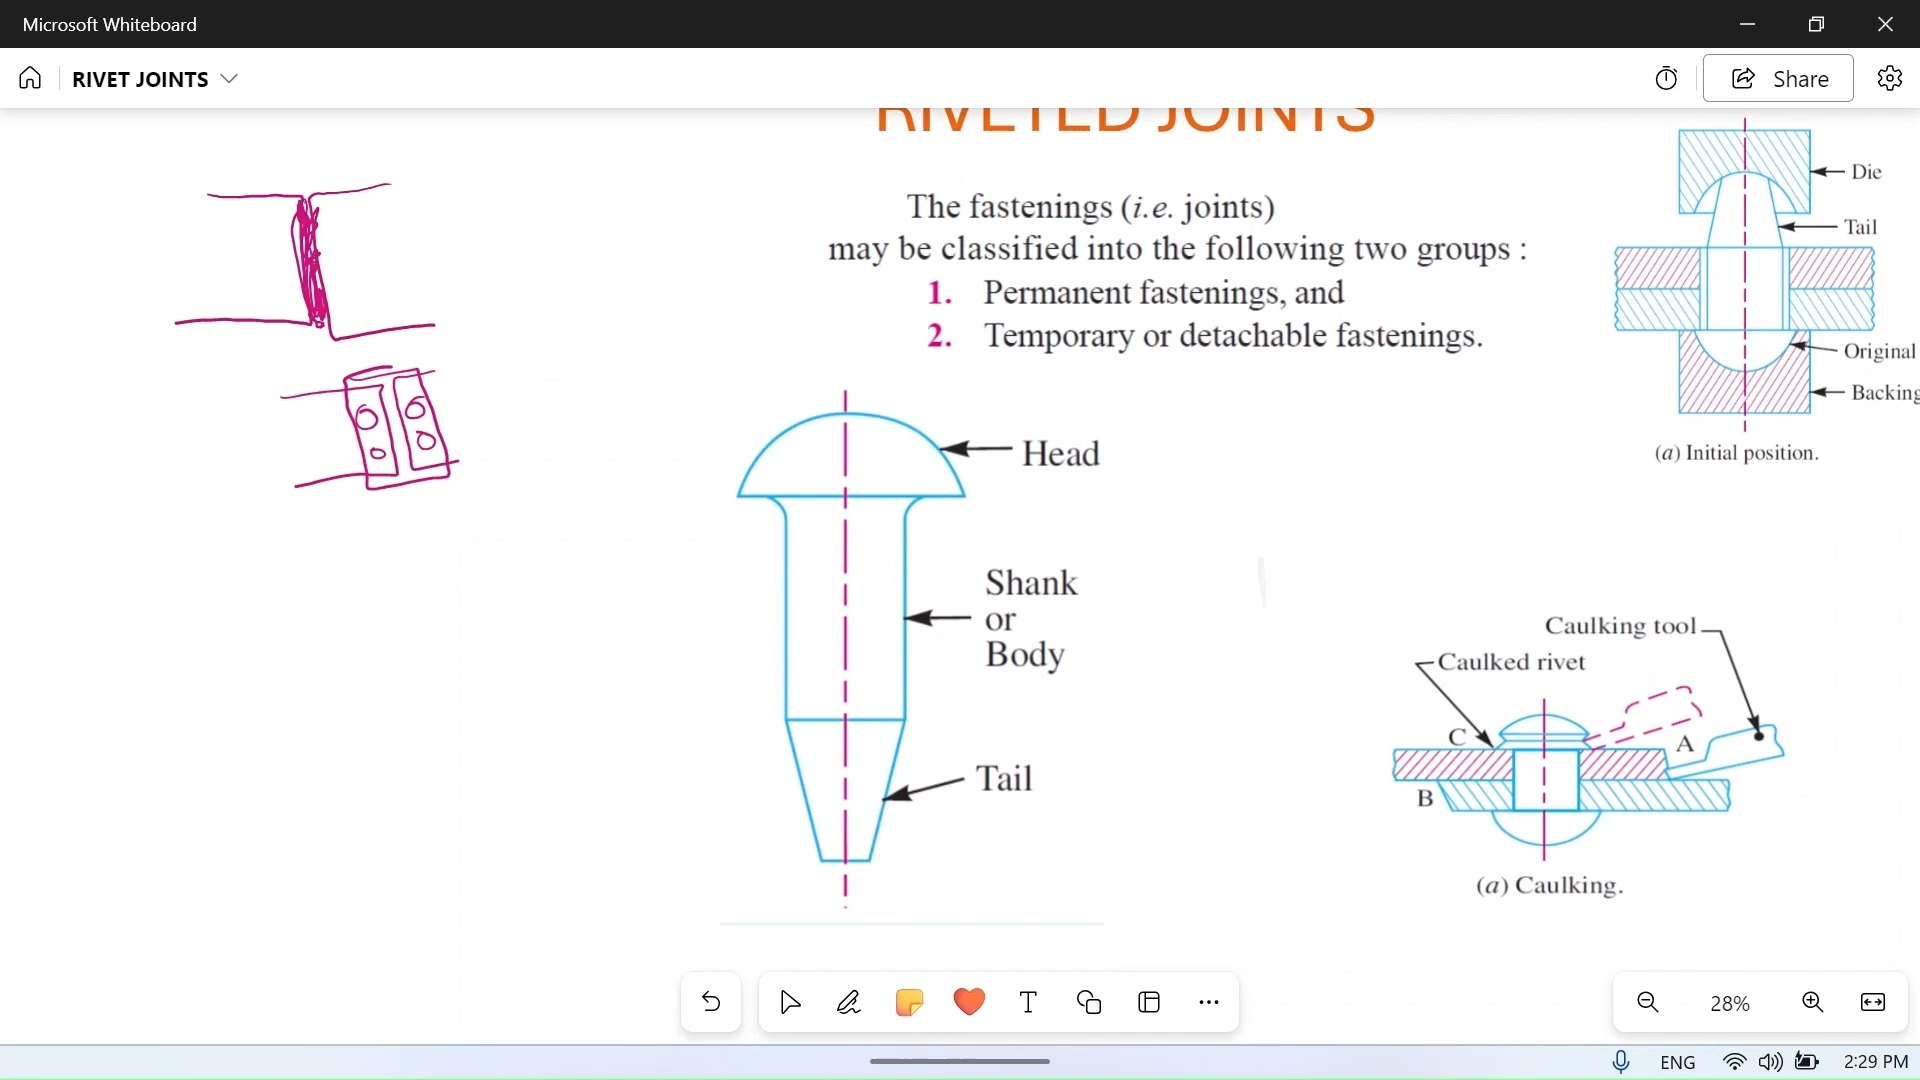 Microsoft Whiteboard
RIVET JOINTS
Share
RIVETED JOINTS
The fastenings (i.e. joints)
may be classified into the following two groups :
1. Permanent fastenings, and
2. Temporary or detachable fastenings.
Head
Shank
or
Body
Tail
Die
Tail
Original
Backing
(a) Initial position.
Caulking tool
Caulked rivet
C
A
B
(a) Caulking.
T
28%
ENG
2:29 PM